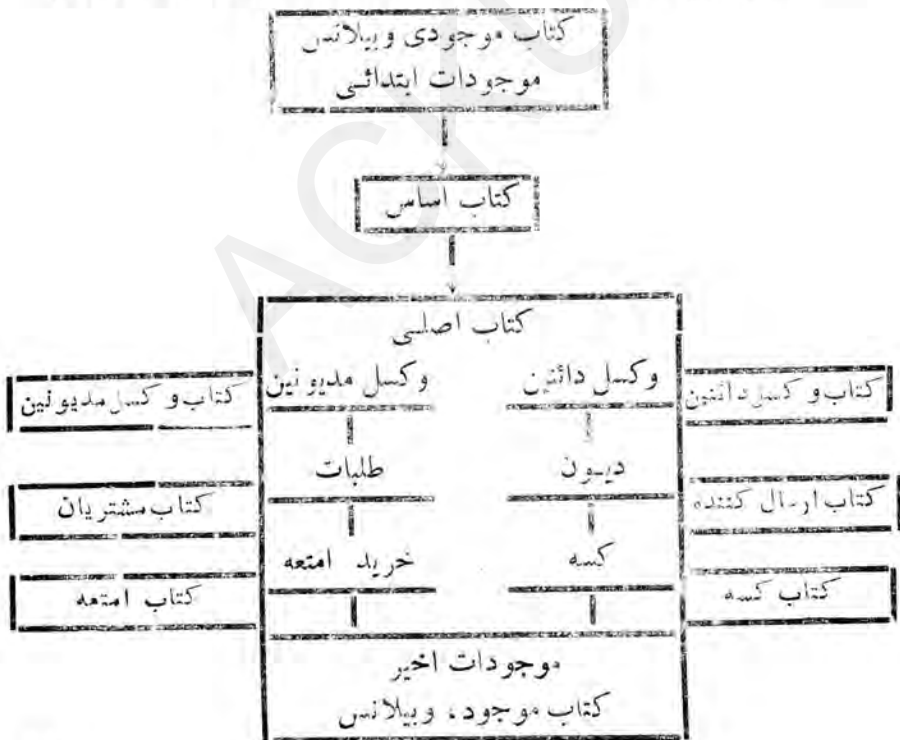 کتاب موجودی و بیلانس
موجودات ابتدائی
کتاب اساس
کتاب اصلی
وکسل دائنین
وکسل مدیونین
کتاب وکسل دائنین
کتاب وکسل مدیونین
دیون
طلبات
کتاب ارسال کننده
کتاب مشتریان
کسه
خرید امتعه
کتاب کسه
کتاب امتعه
موجودات اخیر
کتاب موجود، و بیلانس